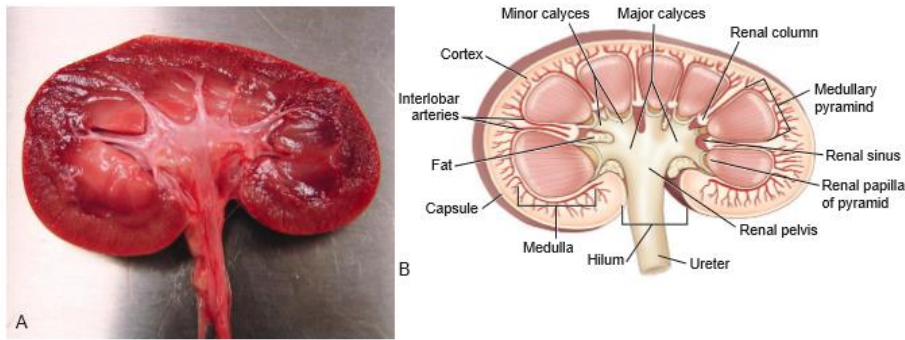 Minor calyces
Major calyces
Renal column
Cortex
Medullary
pyramind
Interlobar
arteries
Fat
Renal sinus
Renal papilla
of pyramid
Capsule
Renal pelvis
Medulla
Hilum
Ureter
A
B